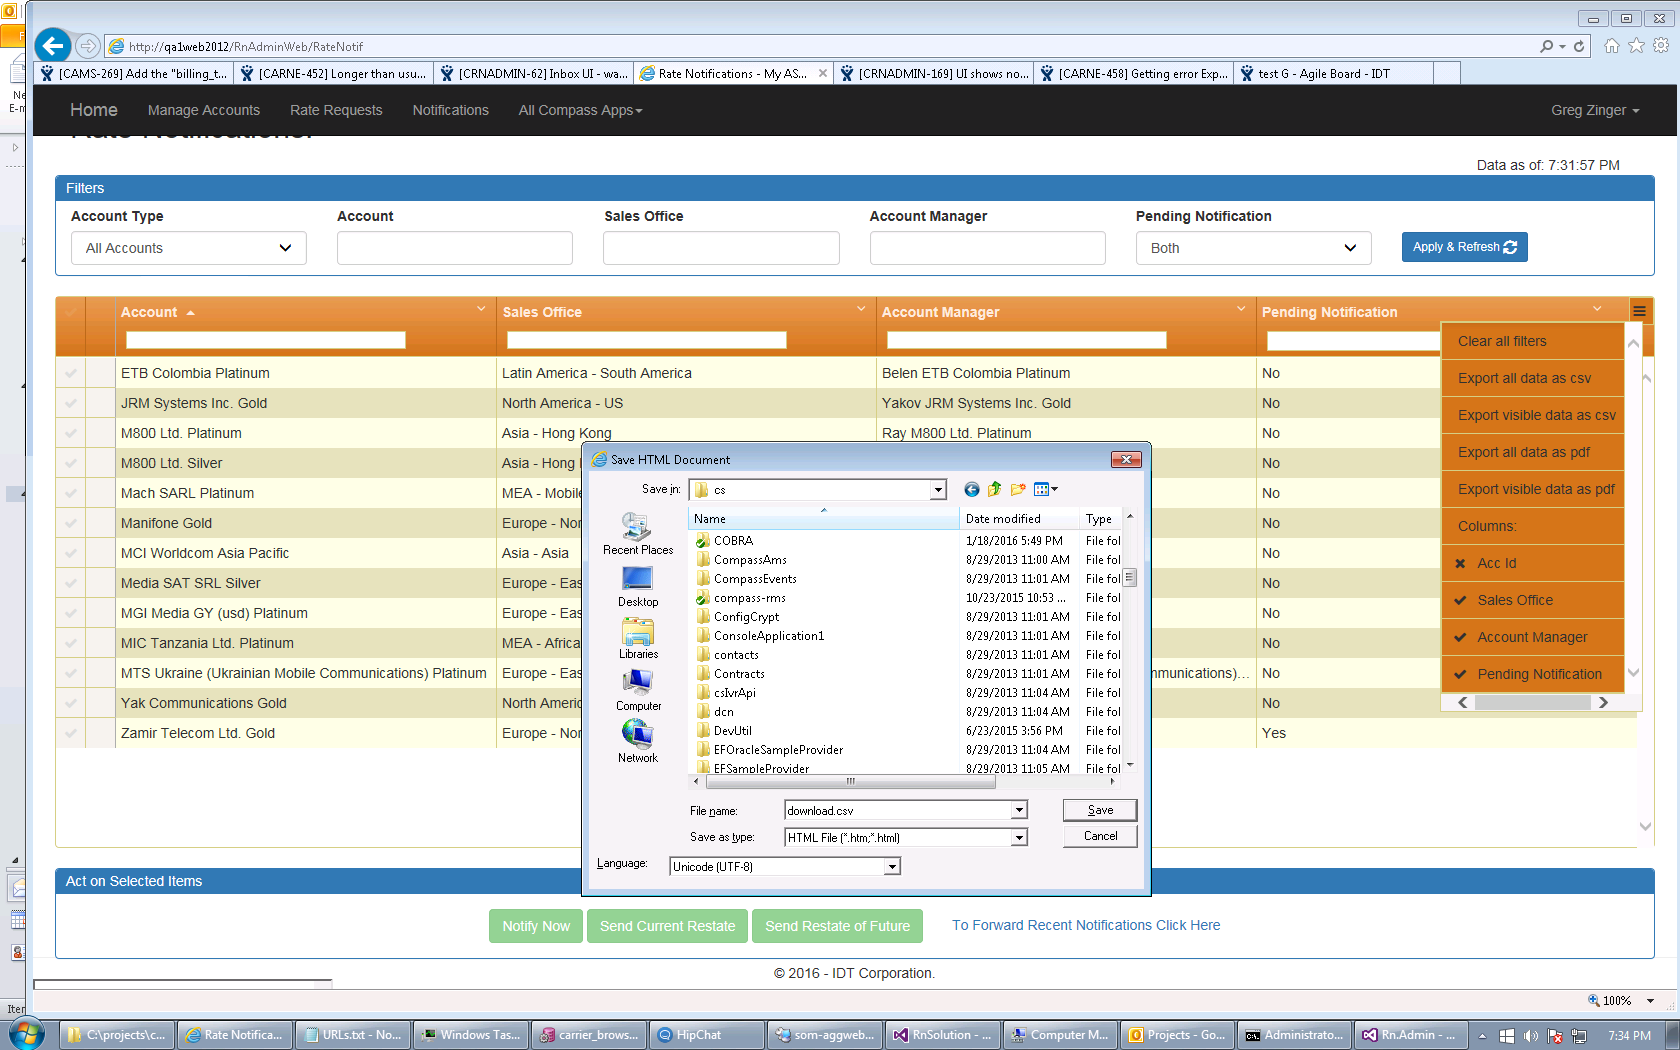 http://qa1web2012/RnAdminWeb/RateNotif
[CAMS-269] Add the "billing_t...
[CARNE-452] Longer than usu...
[CRNADMIN-62] Inbox UI - wa...
Rate Notifications - My AS...
[CRNADMIN-169] UI shows no...
[CARNE-458] Getting error Exp...
test G - Agile Board - IDT
Ne
E-m
Home Manage Accounts Rate Requests Notifications All Compass Apps Greg Zinger
Rate Notifications.
Data as of: 7:31:57 PM
Filters
Account Type Account Sales Office Account Manager Pending Notification
All Accounts Both Apply & Refresh
Account Sales Office Account Manager Pending Notification
ETB Colombia Platinum Latin America - South America Belen ETB Colombia Platinum No
JRM Systems Inc. Gold North America - US Yakov JRM Systems Inc. Gold No
M800 Ltd. Platinum Asia - Hong Kong Ray M800 Ltd. Platinum No
M800 Ltd. Silver Asia - Hong No
Mach SARL Platinum MEA - Mobile No
Manifone Gold Europe - Nor No
MCI Worldcom Asia Pacific Asia - Asia No
Media SAT SRL Silver Europe - Eas No
MGI Media GY (usd) Platinum Europe - Eas No
MIC Tanzania Ltd. Platinum MEA - Africa No
MTS Ukraine (Ukrainian Mobile Communications) Platinum Europe - Eas munications)... No
Yak Communications Gold North Americ No
Zamir Telecom Ltd. Gold Europe - Nor Yes
Clear all filters
Export all data as csv
Export visible data as csv
Export all data as pdf
Export visible data as pdf
Columns:
Acc Id
Sales Office
Account Manager
Pending Notification
Save HTML Document
Save in: cs
Recent Places
Desktop
Libraries
Computer
Network
Name Date modified Type
COBRA 1/18/2016 5:49 PM File fol
CompassAms 8/29/2013 11:00 AM File fol
CompassEvents 8/29/2013 11:01 AM File fol
compass-rms 10/23/2015 10:53 ... File fol
ConfigCrypt 8/29/2013 11:01 AM File fol
ConsoleApplication1 8/29/2013 11:01 AM File fol
contacts 8/29/2013 11:01 AM File fol
Contracts 8/29/2013 11:01 AM File fol
csIvrApi 8/29/2013 11:04 AM File fol
dcn 8/29/2013 11:04 AM File fol
DevUtil 6/23/2015 3:56 PM File fol
EFOracleSampleProvider 8/29/2013 11:04 AM File fol
EFSampleProvider 8/29/2013 11:05 AM File fol
File name: download.csv Save
Save as type: HTML File (*.htm;*.html) Cancel
Language: Unicode (UTF-8)
Act on Selected Items
Notify Now Send Current Restate Send Restate of Future To Forward Recent Notifications Click Here
© 2016 - IDT Corporation.
100%
Iter
C:\projects\c...
Rate Notifica...
URLs.txt - No...
Windows Tas...
carrier_brows...
HipChat
som-aggweb...
RnSolution - ...
Computer M...
Projects - Go...
Administrato...
Rn.Admin - ...
7:34 PM